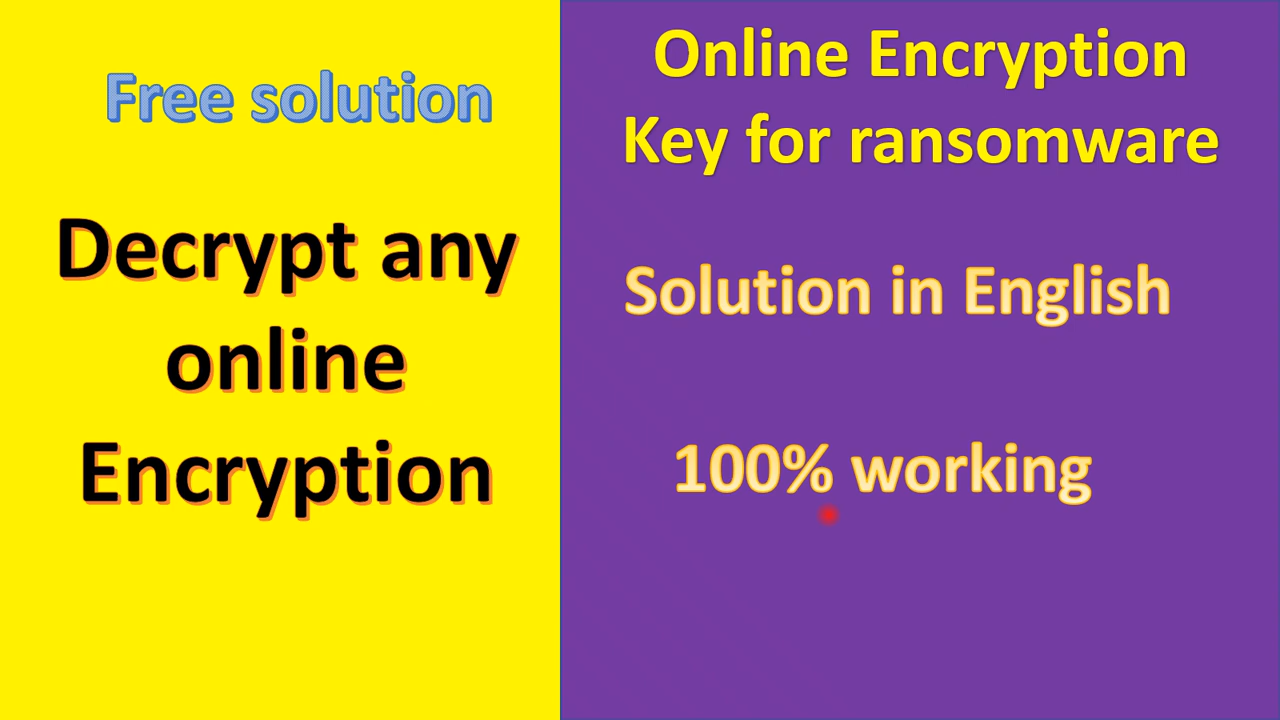 Free solution
Decrypt any
online
Encryption
Online Encryption
Key for ransomware
Solution in English
100% working